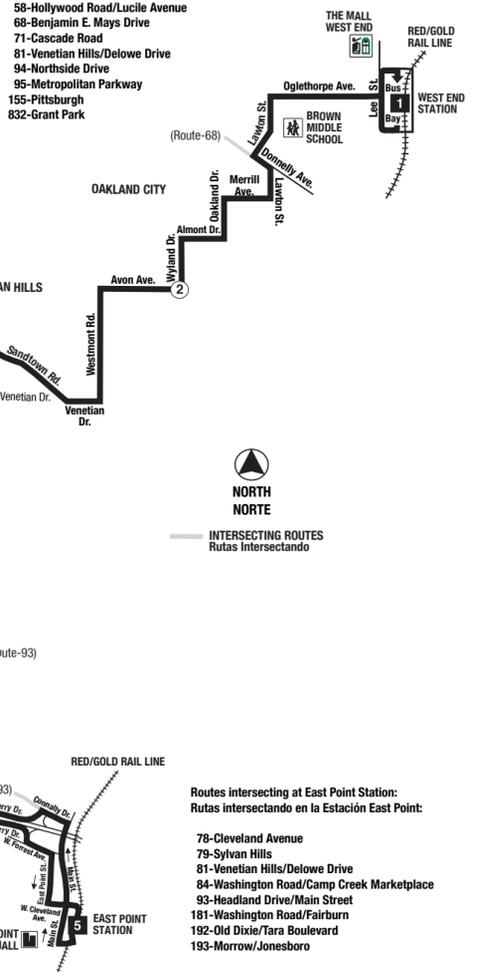 58-Hollywood Road/Lucile Avenue
68-Benjamin E. Mays Drive
71-Cascade Road
81-Venetian Hills/Delowe Drive
94-Northside Drive
95-Metropolitan Parkway
155-Pittsburgh
832-Grant Park
THE MALL
WEST END
RED/GOLD
RAIL LINE
Oglethorpe Ave.
Lee St.
Bus
1
Bay
WEST END
STATION
Lawton St.
BROWN
MIDDLE
SCHOOL
(Route-68)
Donnelly Ave.
OAKLAND CITY
Oakland Dr.
Merrill
Ave.
Lawton St.
Almont Dr.
Wyland Dr.
AN HILLS
Avon Ave.
2
Westmont Rd.
Sandtown Rd.
Venetian Dr.
Venetian
Dr.
NORTH
NORTE
INTERSECTING ROUTES
Rutas Intersectando
oute-93)
RED/GOLD RAIL LINE
93)
Connally Dr.
erry Dr.
erry Dr.
W. Forrest Ave.
East Point St.
Main St.
W. Cleveland
Ave.
Main St.
5
EAST POINT
STATION
OINT
ALL
Routes intersecting at East Point Station:
Rutas intersectando en la Estación East Point:
78-Cleveland Avenue
79-Sylvan Hills
81-Venetian Hills/Delowe Drive
84-Washington Road/Camp Creek Marketplace
93-Headland Drive/Main Street
181-Washington Road/Fairburn
192-Old Dixie/Tara Boulevard
193-Morrow/Jonesboro